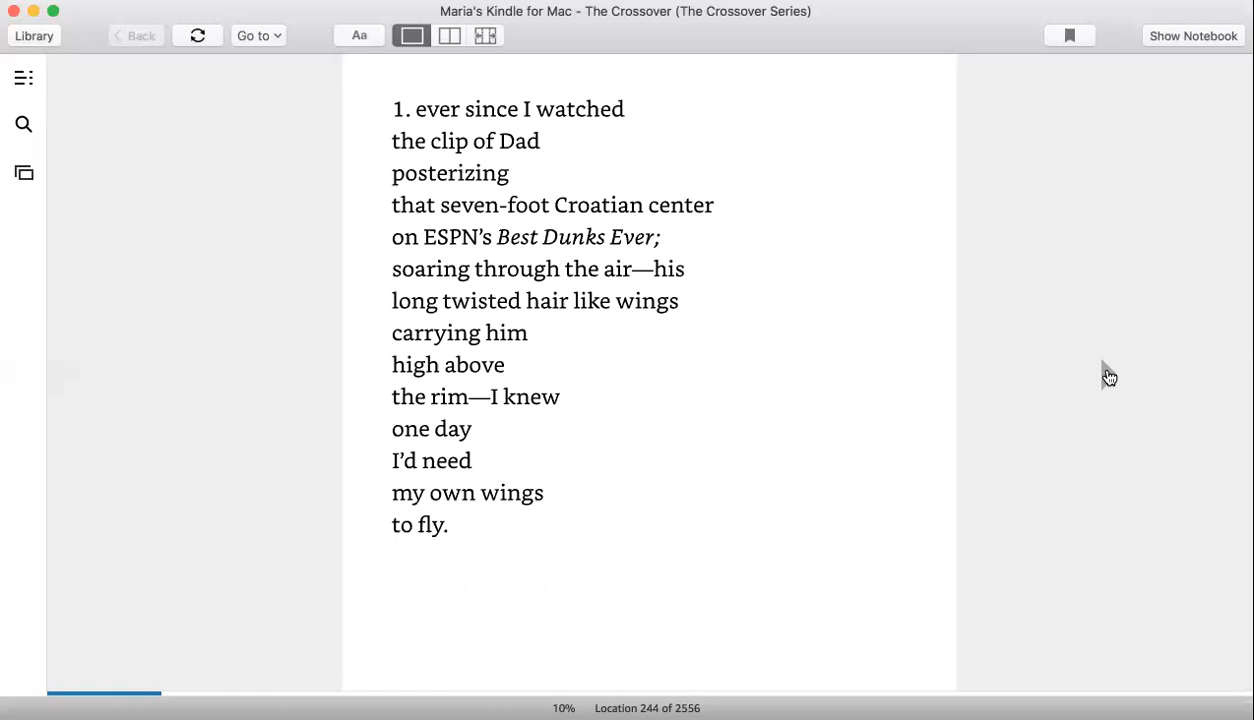 Maria's Kindle for Mac - The Crossover (The Crossover Series)
Library
Back
Go to
Aa
Show Notebook
1. ever since I watched
the clip of Dad
posterizing
that seven-foot Croatian center
on ESPN’s Best Dunks Ever;
soaring through the air—his
long twisted hair like wings
carrying him
high above
the rim—I knew
one day
I’d need
my own wings
to fly.
10% Location 244 of 2556